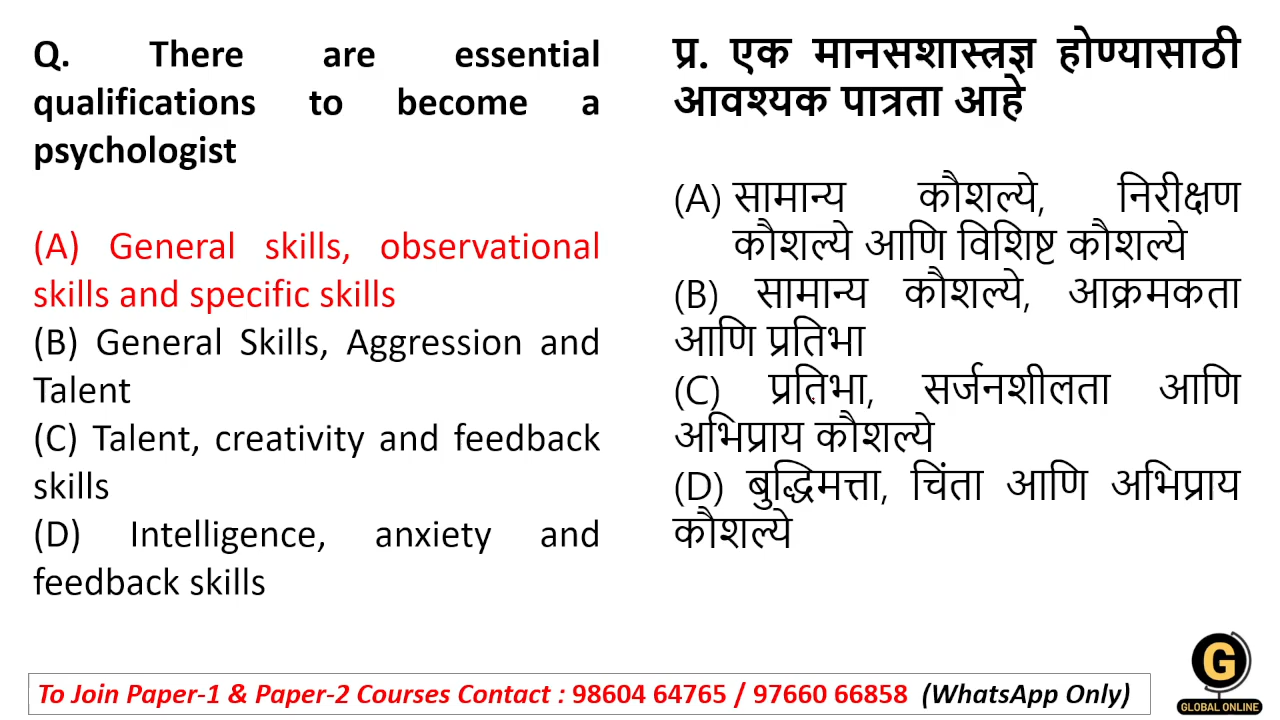 Q. There are essential
qualifications to become a
psychologist
(A) General skills, observational
skills and specific skills
(B) General Skills, Aggression and
Talent
(C) Talent, creativity and feedback
skills
(D) Intelligence, anxiety and
feedback skills
प्र. एक मानसशास्त्रज्ञ होण्यासाठी
आवश्यक पात्रता आहे
(A) सामान्य कौशल्ये, निरीक्षण
कौशल्ये आणि विशिष्ट कौशल्ये
(B) सामान्य कौशल्ये, आक्रमकता
आणि प्रतिभा
(C) प्रतिभा, सर्जनशीलता आणि
अभिप्राय कौशल्ये
(D) बुद्धिमत्ता, चिंता आणि अभिप्राय
कौशल्ये
To Join Paper-1 & Paper-2 Courses Contact : 98604 64765 / 97660 66858 (WhatsApp Only)
G
GLOBAL ONLINE